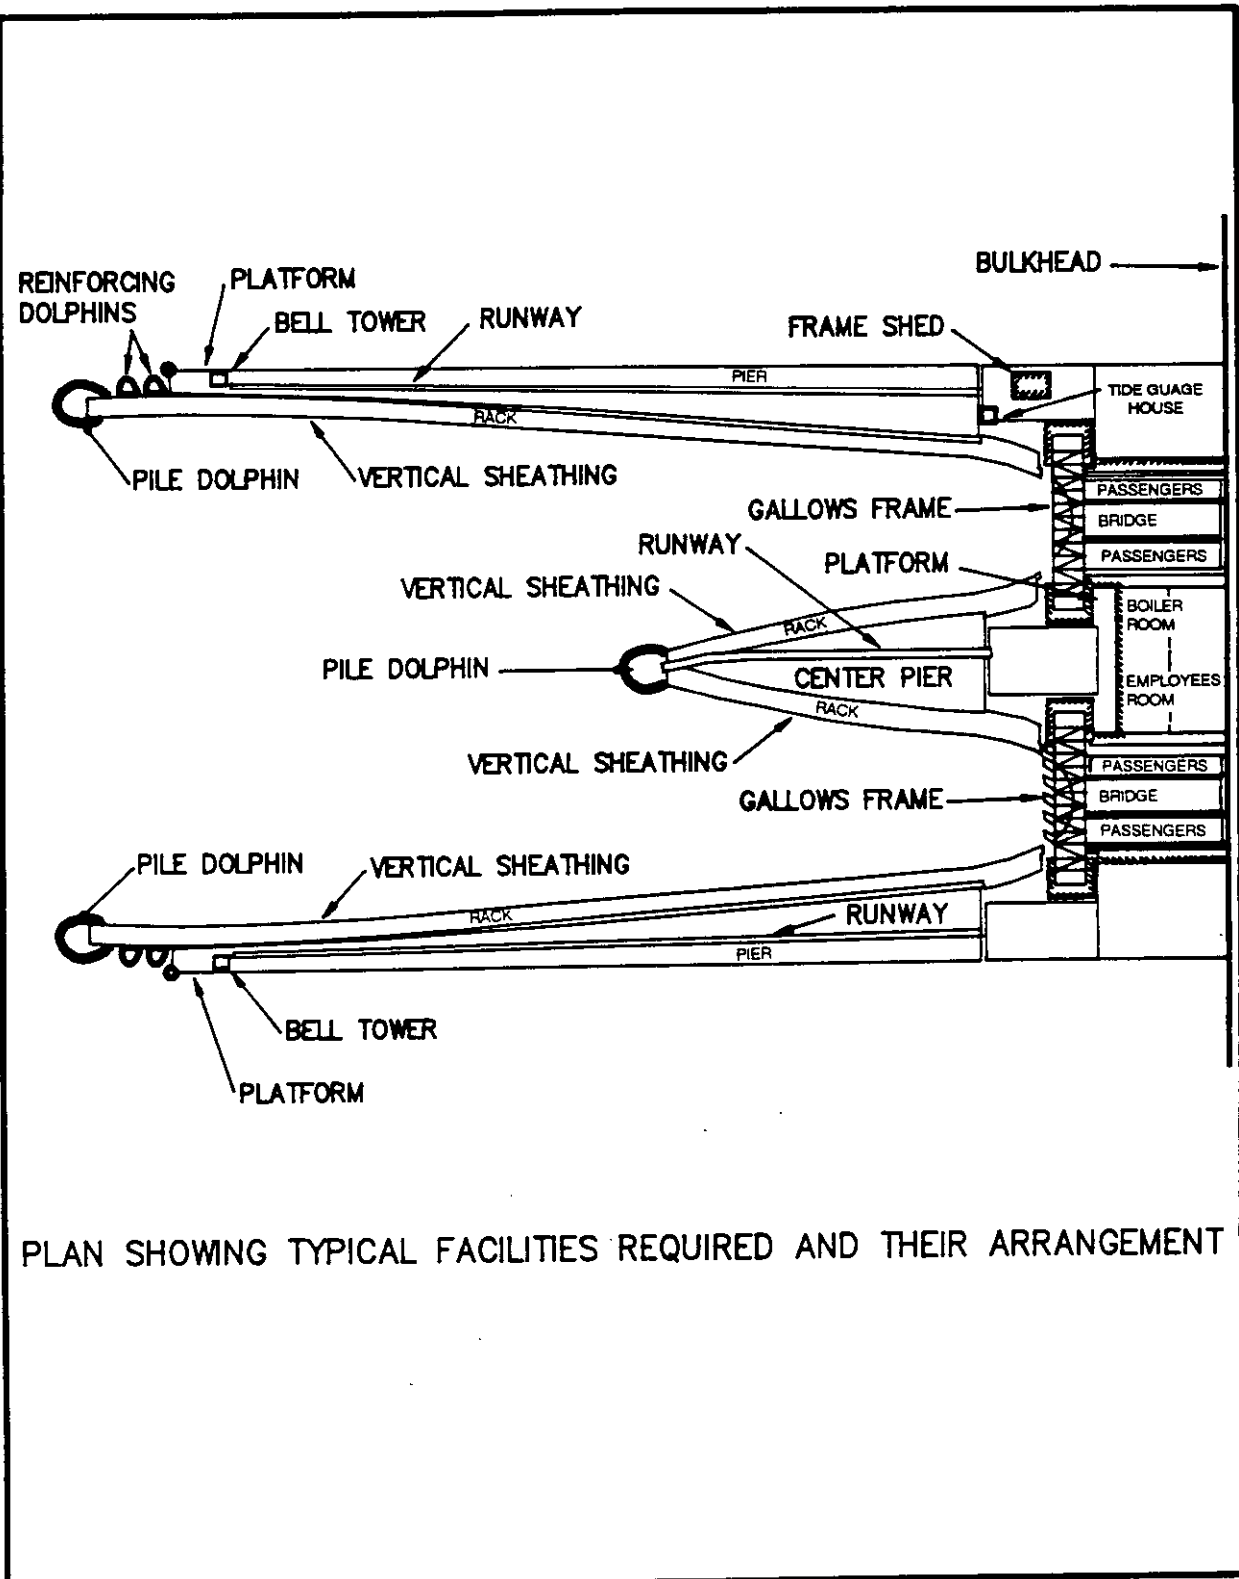 BULKHEAD
REINFORCING
DOLPHINS
PLATFORM
BELL TOWER
RUNWAY
FRAME SHED
PIER
TIDE GUAGE
HOUSE
RACK
PILE DOLPHIN
VERTICAL SHEATHING
GALLOWS FRAME
PASSENGERS
BRIDGE
PASSENGERS
RUNWAY
PLATFORM
VERTICAL SHEATHING
RACK
BOILER
ROOM
PILE DOLPHIN
CENTER PIER
EMPLOYEES
ROOM
RACK
VERTICAL SHEATHING
GALLOWS FRAME
PASSENGERS
BRIDGE
PASSENGERS
PILE DOLPHIN
VERTICAL SHEATHING
RACK
RUNWAY
PIER
BELL TOWER
PLATFORM
PLAN SHOWING TYPICAL FACILITIES REQUIRED AND THEIR ARRANGEMENT